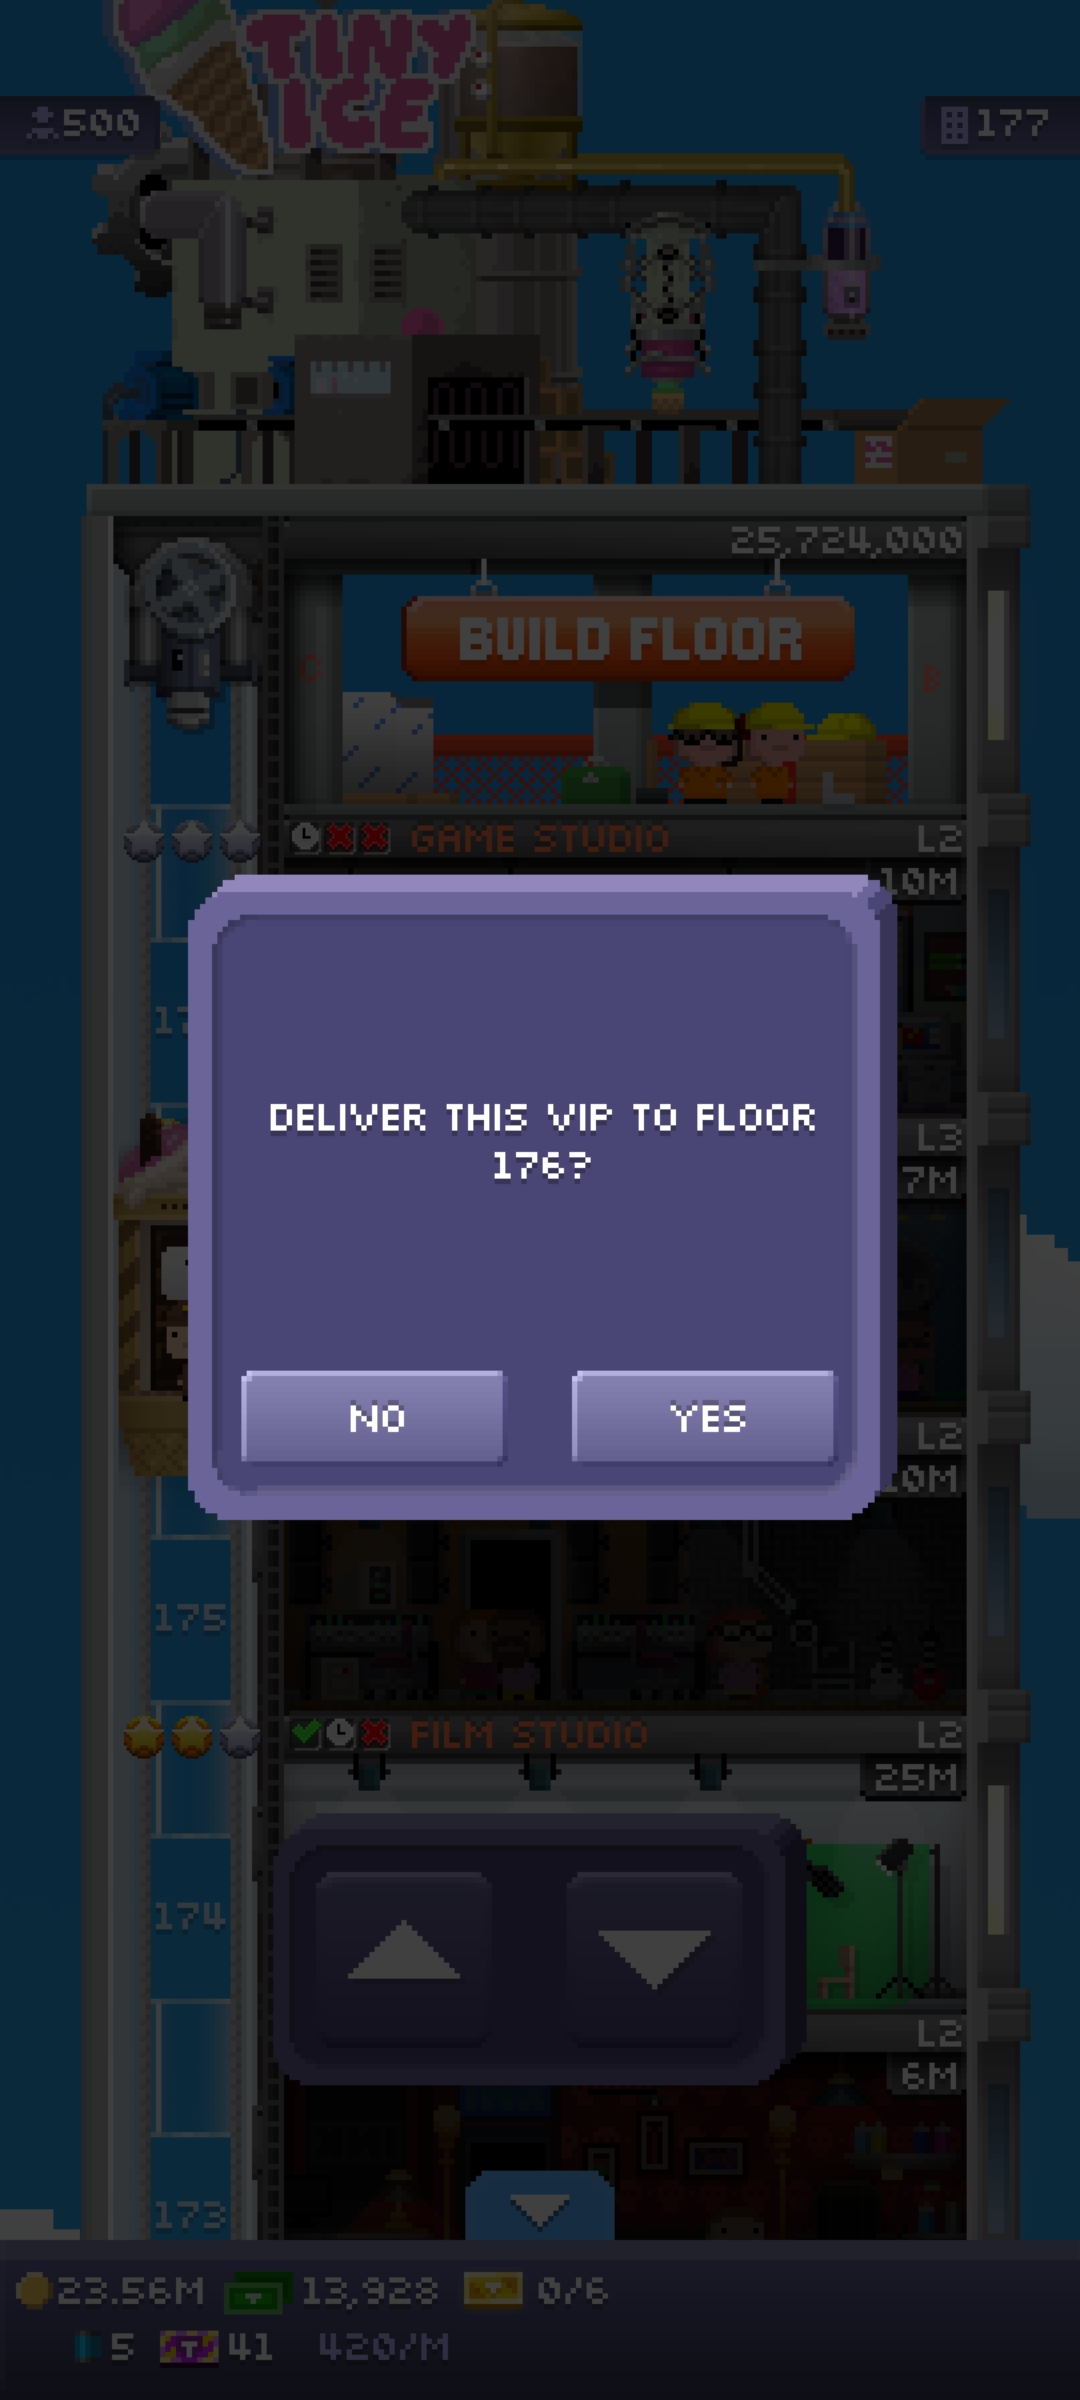 TINY
ICE
500
177
25,724,000
BUILD FLOOR
C
B
GAME STUDIO
L2
10M
L3
7M
DELIVER THIS VIP TO FLOOR
176?
NO
YES
L2
10M
175
FILM STUDIO
L2
25M
174
L2
6M
173
23.56M
13,928
0/6
5
T
41
420/M